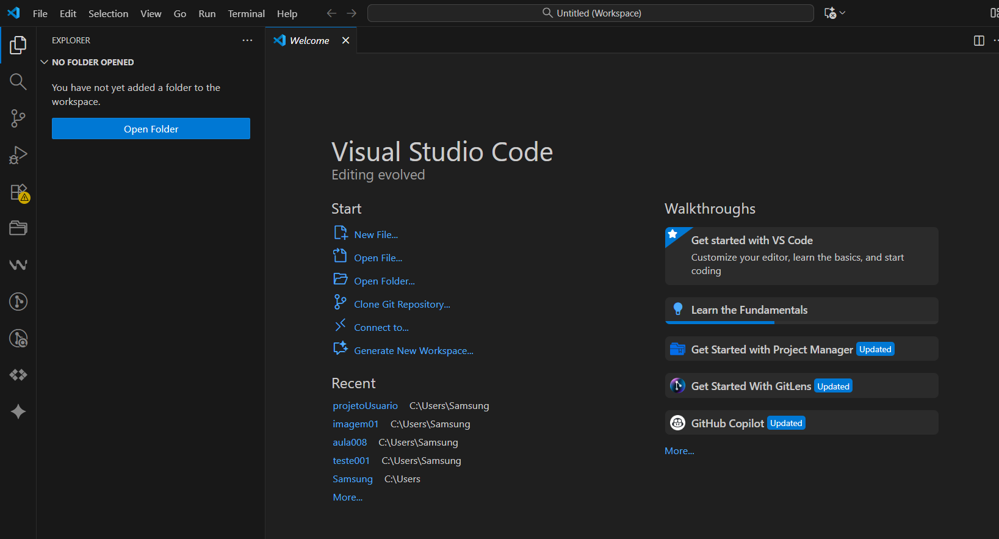 File Edit Selection View Go Run Terminal Help
Untitled (Workspace)
EXPLORER
NO FOLDER OPENED
You have not yet added a folder to the
workspace.
Open Folder
Welcome
Visual Studio Code
Editing evolved
Start
New File...
Open File...
Open Folder...
Clone Git Repository...
Connect to...
Generate New Workspace...
Recent
projetoUsuario C:\Users\Samsung
imagem01 C:\Users\Samsung
aula008 C:\Users\Samsung
teste001 C:\Users\Samsung
Samsung C:\Users
More...
Walkthroughs
Get started with VS Code
Customize your editor, learn the basics, and start
coding
Learn the Fundamentals
Get Started with Project Manager Updated
Get Started With GitLens Updated
GitHub Copilot Updated
More...